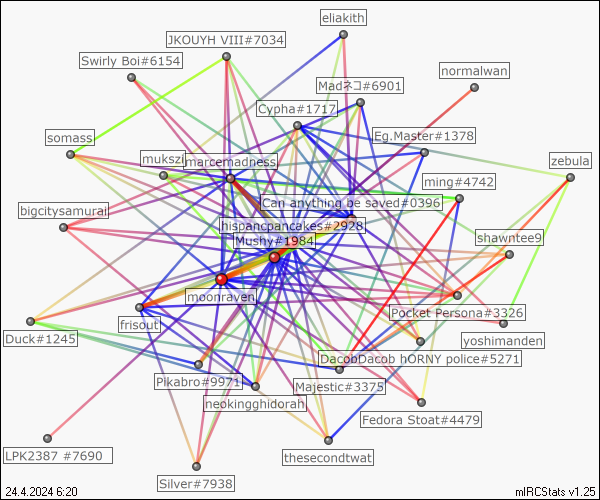 eliakith
JKOUYH VIII#7034
Swirly Boi#6154
normalwan
Madネコ#6901
Cypha#1717
Eg.Master#1378
somass
mukszi
marcemadness
zebula
ming#4742
Can anything be saved#0396
bigcitysamurai
hispancpancakes#2928
shawntee9
Mushy#1984
moonraven
Pocket Persona#3326
frisout
Duck#1245
yoshimanden
DacobDacob hORNY police#5271
Pikabro#9971
Majestic#3375
neokingghidorah
Fedora Stoat#4479
LPK2387 #7690
thesecondtwat
Silver#7938
24.4.2024 6:20
mIRCStats v1.25